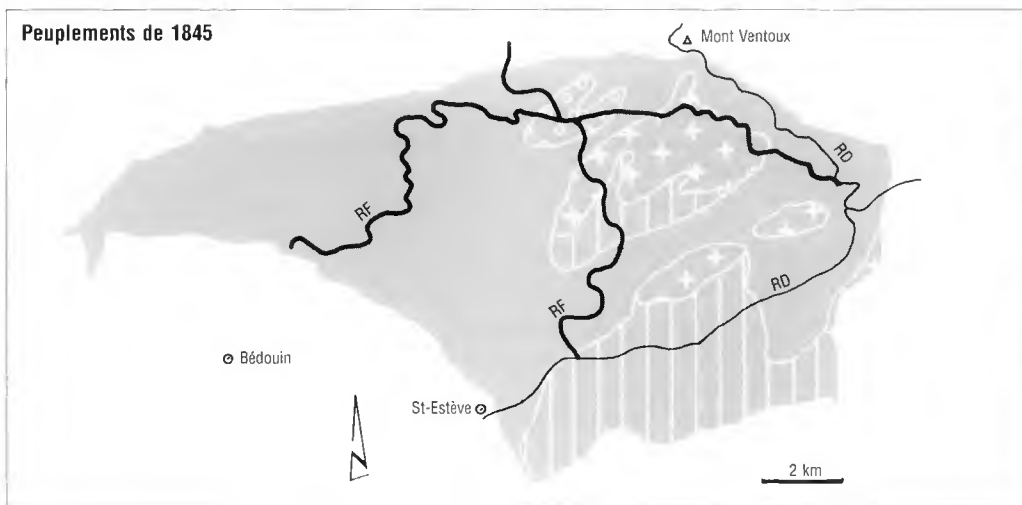 Peuplements de 1845
Mont Ventoux
RD
RF
RD
RF
Bédouin
St-Estève
2 km